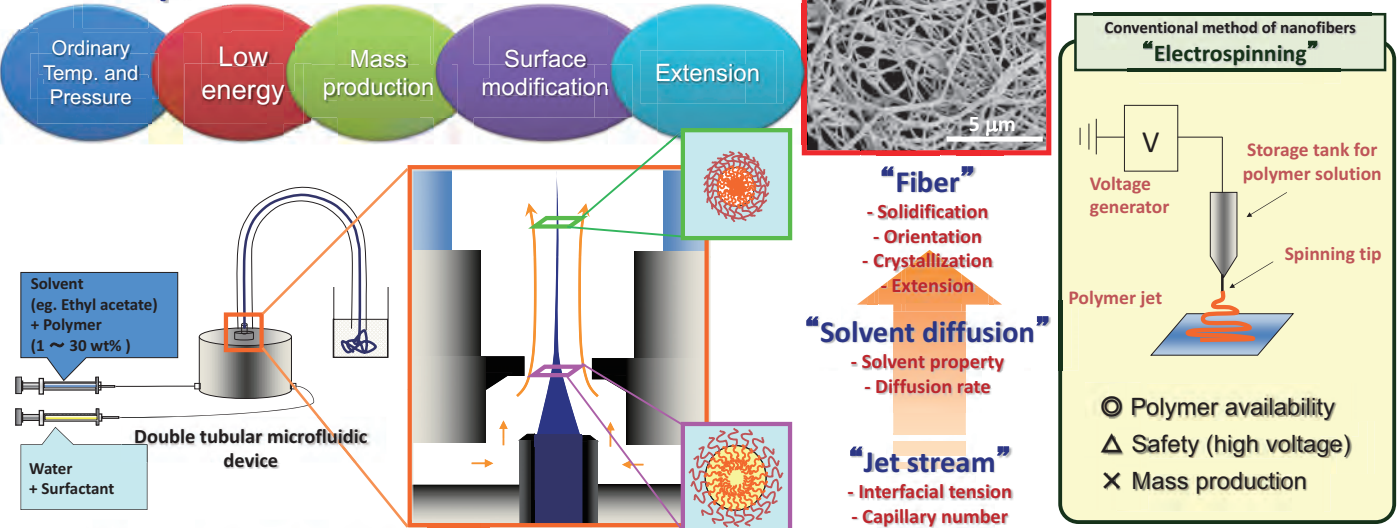 Ordinary
Temp. and
Pressure
Low
energy
Mass
production
Surface
modification
Extension
5 μm
Conventional method of nanofibers
“Electrospinning”
V
Voltage
generator
Storage tank for
polymer solution
Spinning tip
Polymer jet
◎ Polymer availability
△ Safety (high voltage)
✕ Mass production
Solvent
(eg. Ethyl acetate)
+ Polymer
(1 ～ 30 wt% )
Water
+ Surfactant
Double tubular microfluidic
device
“Fiber”
- Solidification
- Orientation
- Crystallization
- Extension
“Solvent diffusion”
- Solvent property
- Diffusion rate
“Jet stream”
- Interfacial tension
- Capillary number